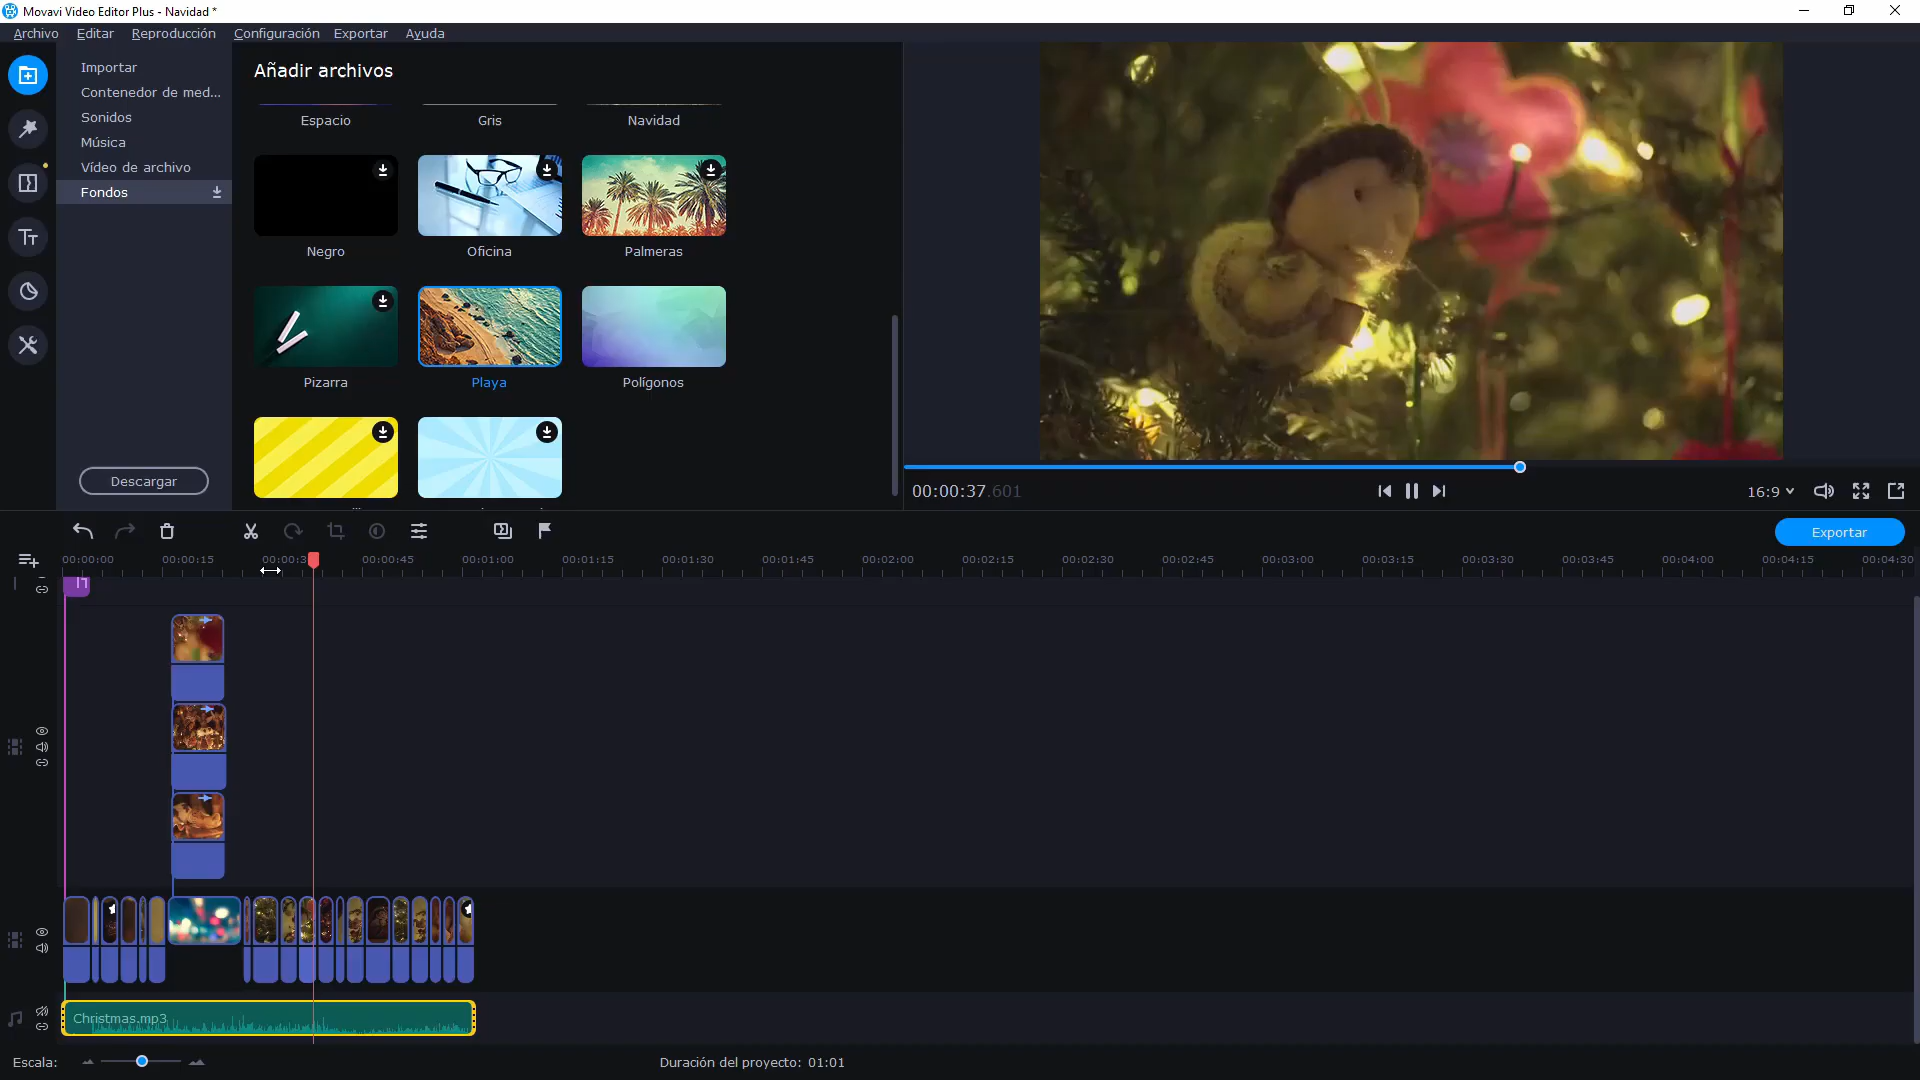 Movavi Video Editor Plus - Navidad *
Archivo Editar Reproducción Configuración Exportar Ayuda
Importar
Contenedor de med...
Sonidos
Música
Vídeo de archivo
Fondos
Descargar
Añadir archivos
Espacio Gris Navidad
Negro Oficina Palmeras
Pizarra Playa Polígonos
00:00:37.601
16:9
Exportar
00:00:00 00:00:15 00:00:3 00:00:45 00:01:00 00:01:15 00:01:30 00:01:45 00:02:00 00:02:15 00:02:30 00:02:45 00:03:00 00:03:15 00:03:30 00:03:45 00:04:00 00:04:15 00:04:30
Christmas.mp3
Escala:
Duración del proyecto: 01:01